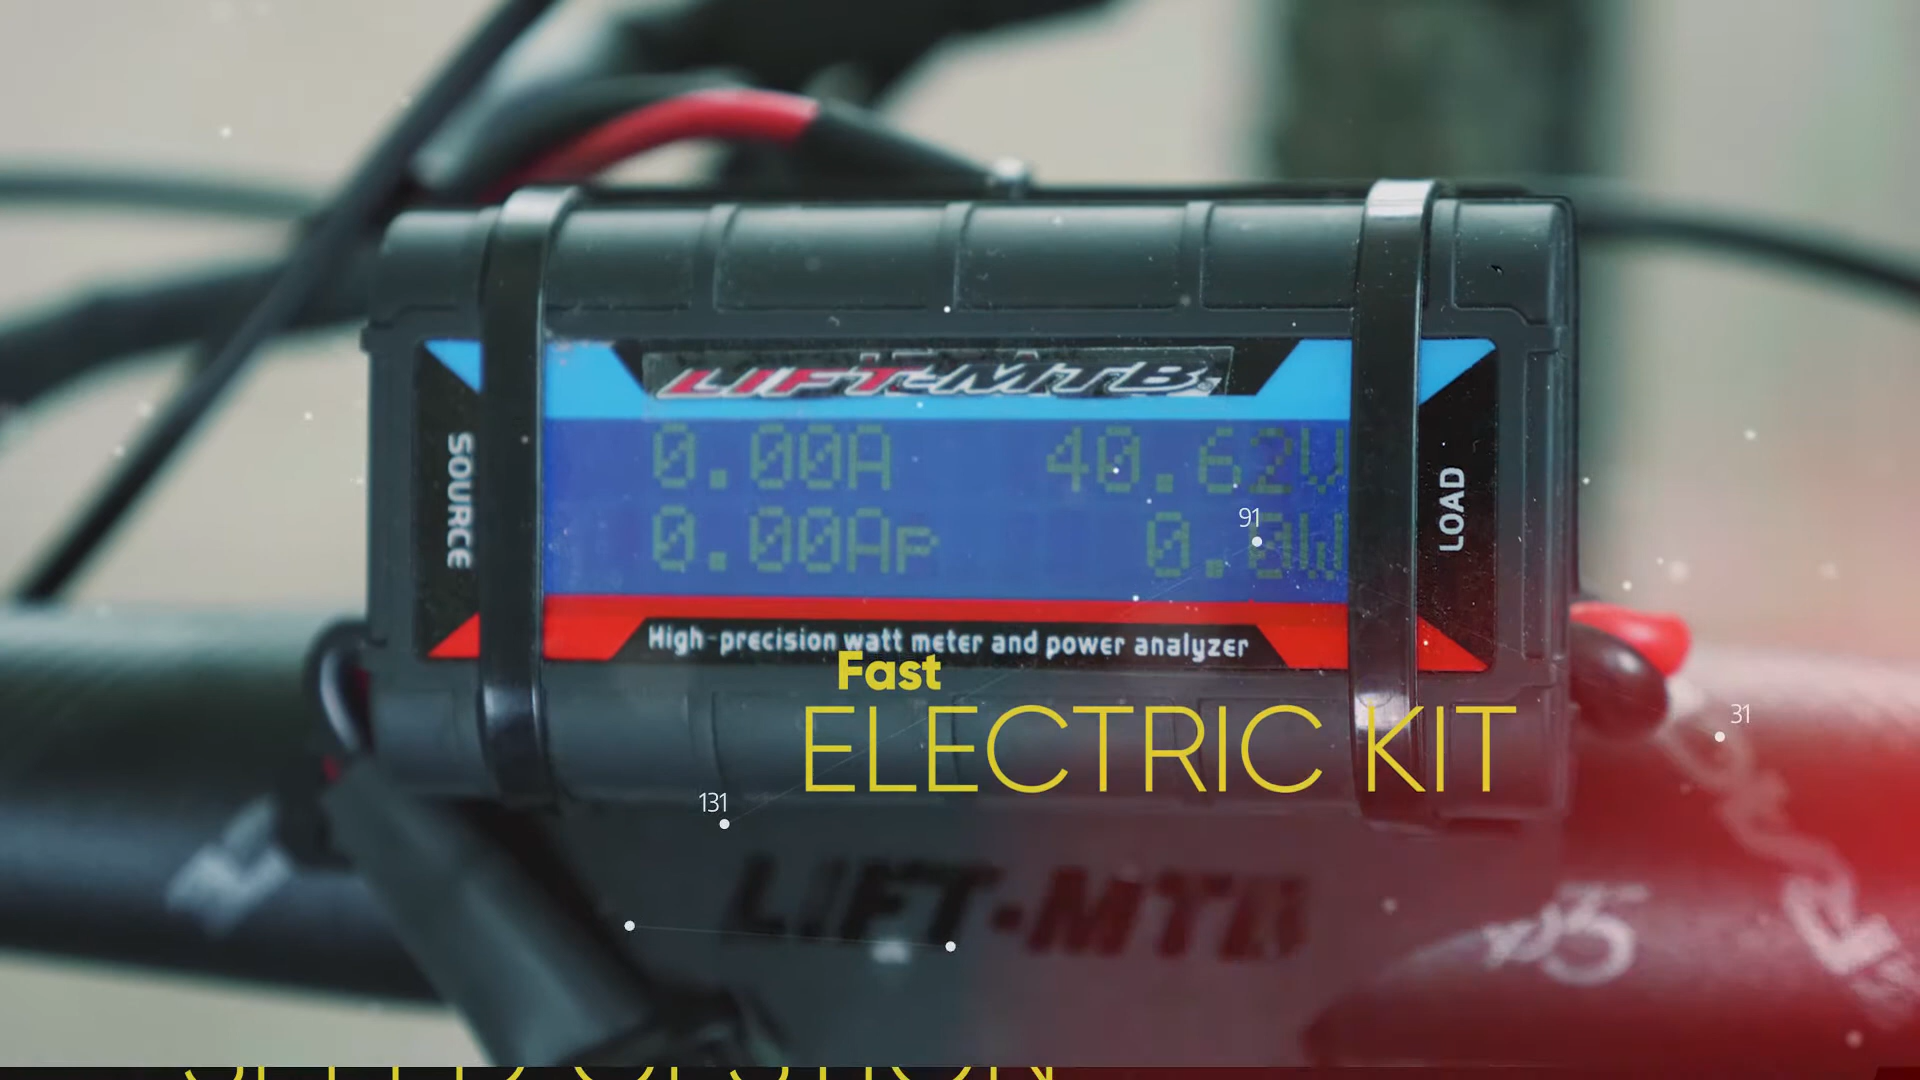 LIFT-MTB
SOURCE
0.00A 40.62V
LOAD
0.00Ap 0.0W
91
High-precision watt meter and power analyzer
Fast
ELECTRIC KIT
31
131
LIFT·MTB